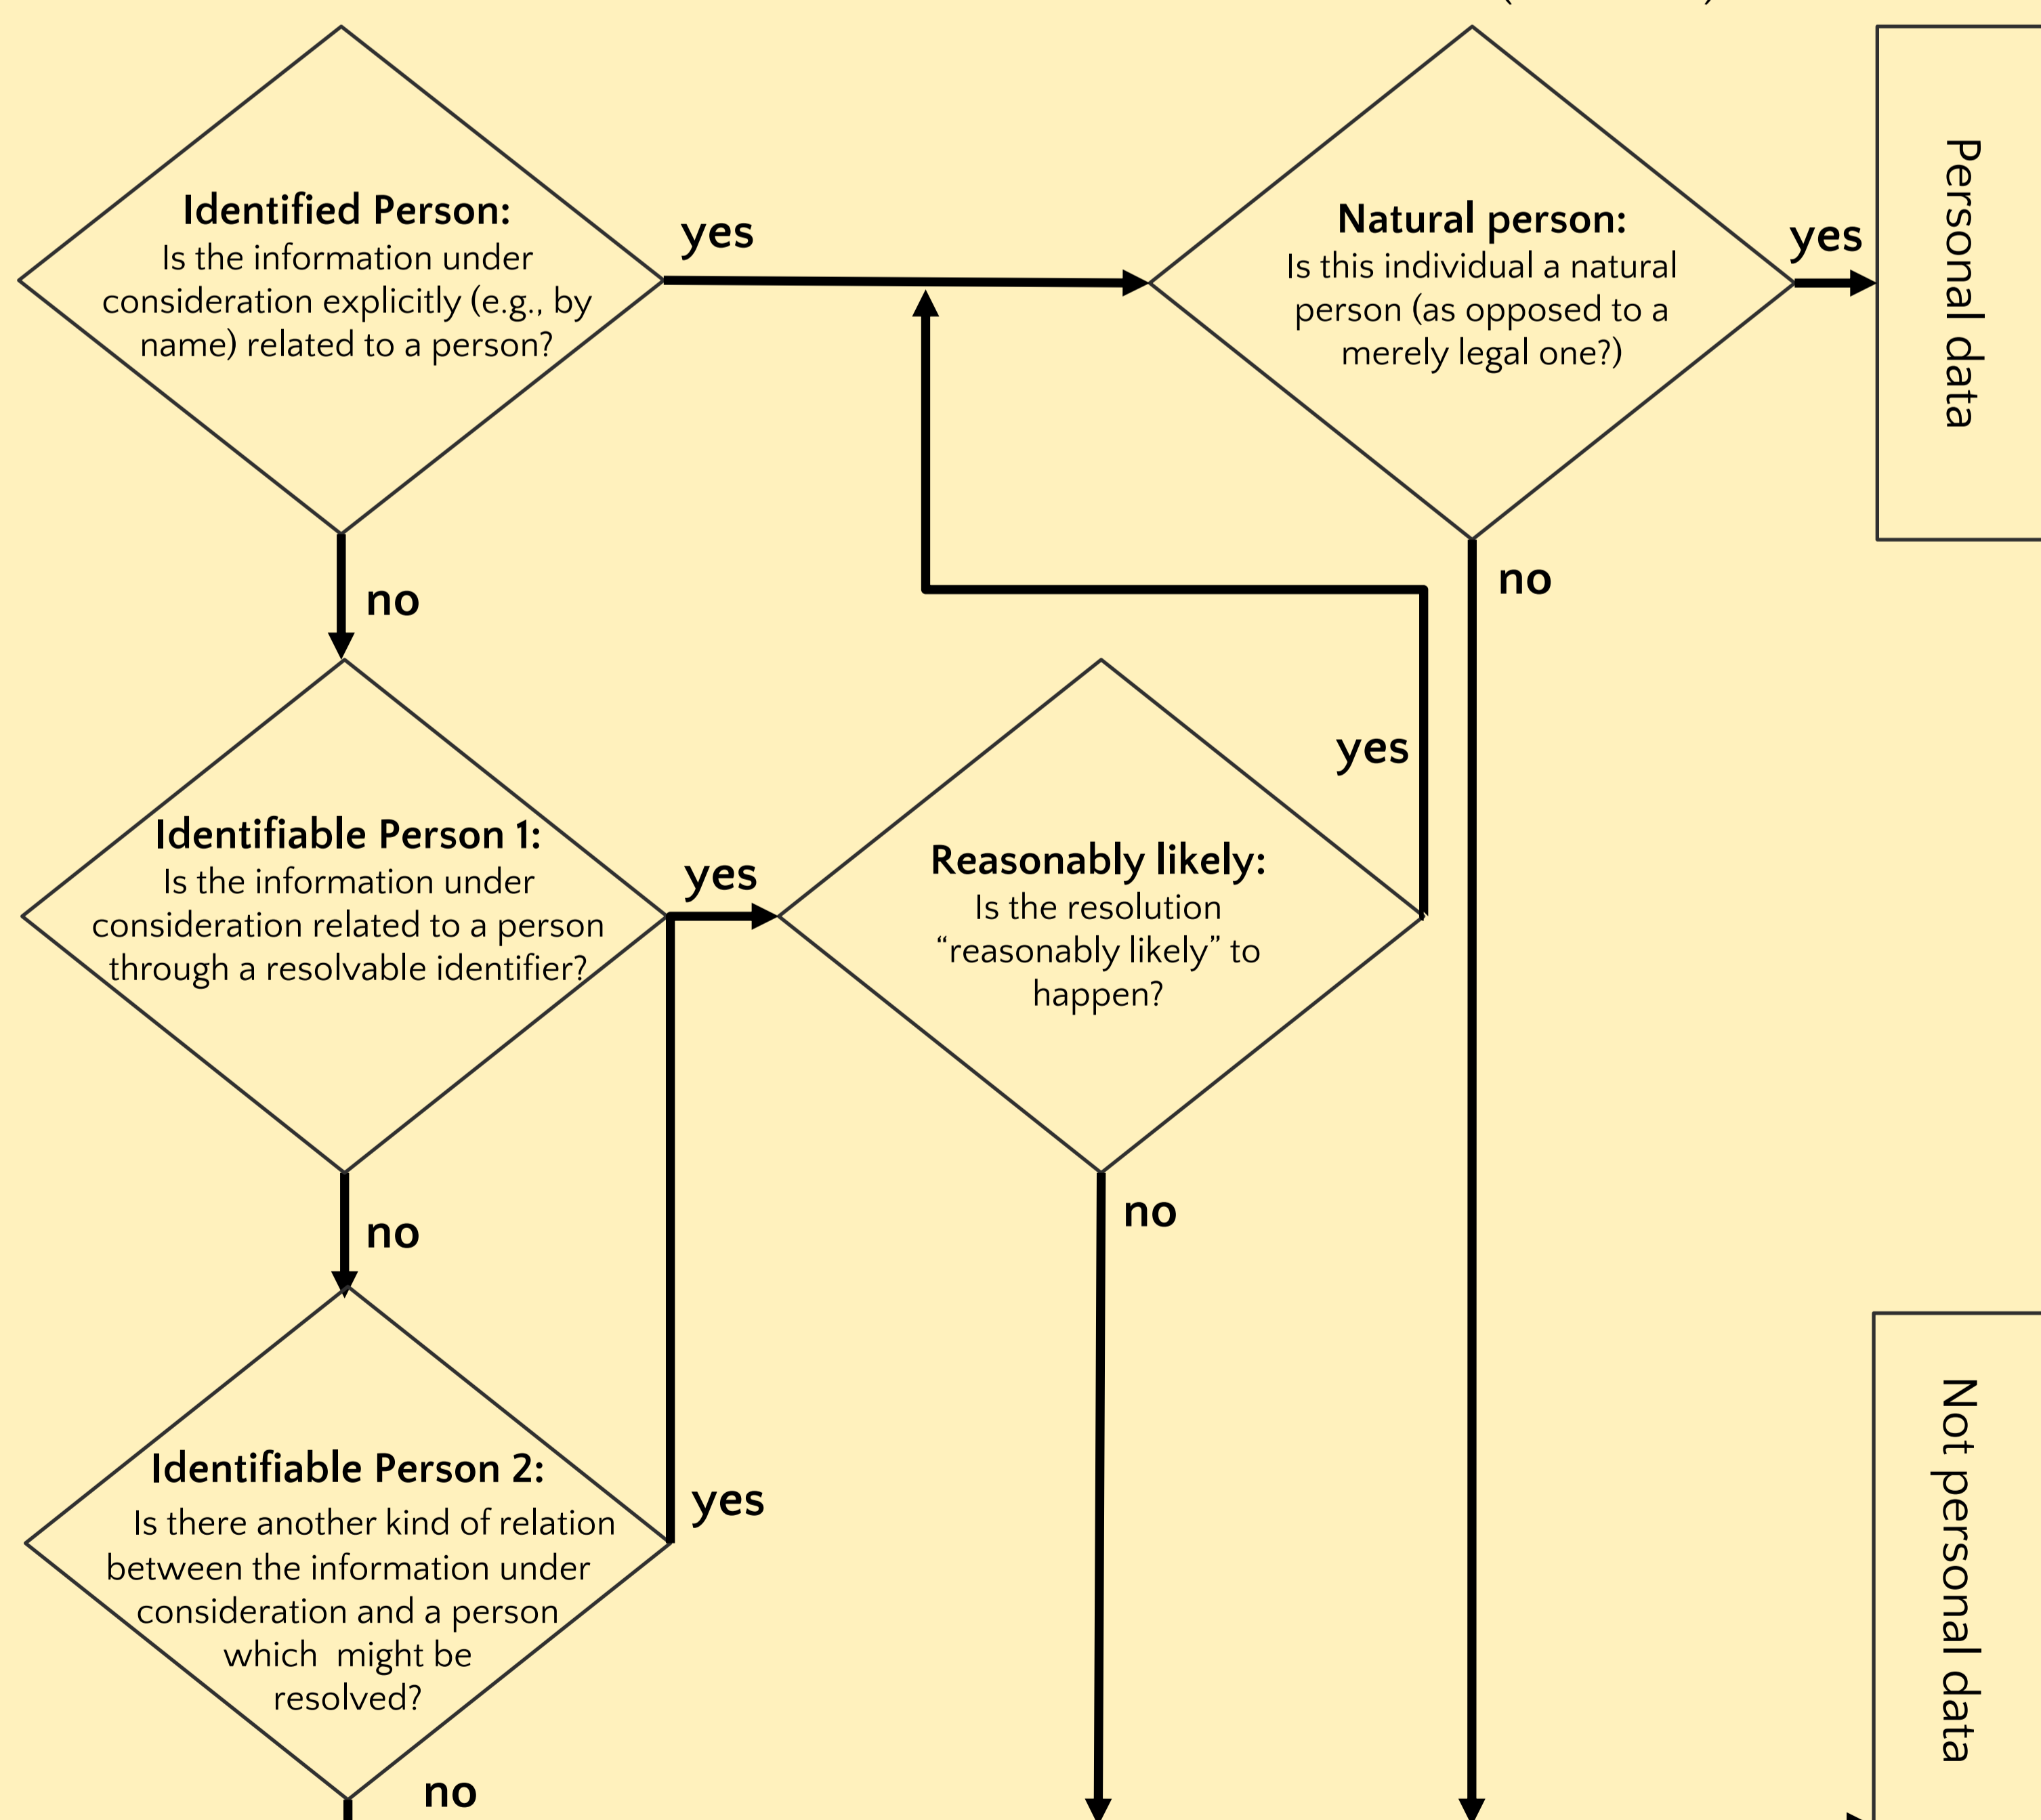 Identified Person:
Is the information under
consideration explicitly (e.g., by
name) related to a person?
yes
Natural person:
Is this individual a natural
person (as opposed to a
merely legal one?)
yes
Personal data
no
no
Identifiable Person 1:
Is the information under
consideration related to a person
through a resolvable identifier?
yes
Reasonably likely:
Is the resolution
“reasonably likely” to
happen?
yes
no
no
Identifiable Person 2:
Is there another kind of relation
between the information under
consideration and a person
which might be
resolved?
yes
no
Not personal data